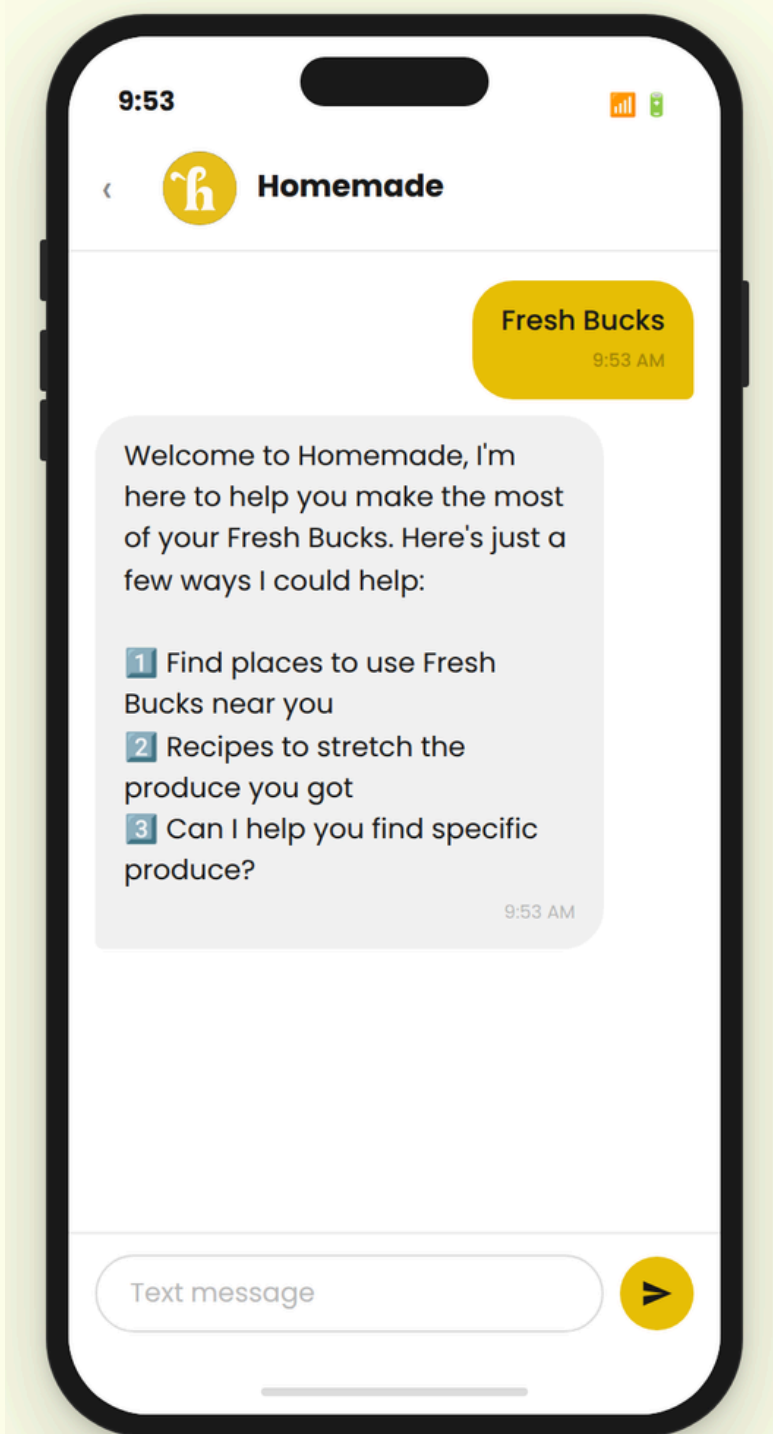 9:53
h Homemade
Fresh Bucks
9:53 AM
Welcome to Homemade, I'm
here to help you make the most
of your Fresh Bucks. Here's just a
few ways I could help:
1️⃣ Find places to use Fresh
Bucks near you
2️⃣ Recipes to stretch the
produce you got
3️⃣ Can I help you find specific
produce?
9:53 AM
Text message